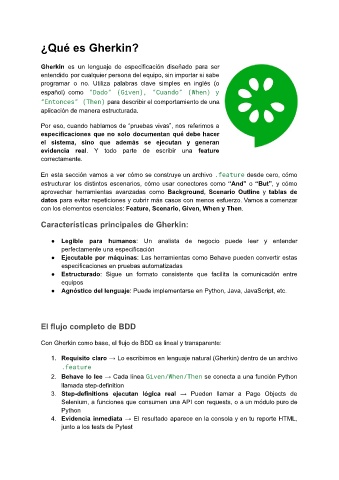 ¿Qué es Gherkin?
Gherkin es un lenguaje de especificación diseñado para ser
entendido por cualquier persona del equipo, sin importar si sabe
programar o no. Utiliza palabras clave simples en inglés (o
español) como "Dado" (Given), "Cuando" (When) y
"Entonces" (Then) para describir el comportamiento de una
aplicación de manera estructurada.
Por eso, cuando hablamos de “pruebas vivas”, nos referimos a
especificaciones que no solo documentan qué debe hacer
el sistema, sino que además se ejecutan y generan
evidencia real. Y todo parte de escribir una feature
correctamente.
En esta sección vamos a ver cómo se construye un archivo .feature desde cero, cómo
estructurar los distintos escenarios, cómo usar conectores como “And” o “But”, y cómo
aprovechar herramientas avanzadas como Background, Scenario Outline y tablas de
datos para evitar repeticiones y cubrir más casos con menos esfuerzo. Vamos a comenzar
con los elementos esenciales: Feature, Scenario, Given, When y Then.
Características principales de Gherkin:
● Legible para humanos: Un analista de negocio puede leer y entender
perfectamente una especificación
● Ejecutable por máquinas: Las herramientas como Behave pueden convertir estas
especificaciones en pruebas automatizadas
● Estructurado: Sigue un formato consistente que facilita la comunicación entre
equipos
● Agnóstico del lenguaje: Puede implementarse en Python, Java, JavaScript, etc.
El flujo completo de BDD
Con Gherkin como base, el flujo de BDD es lineal y transparente:
1. Requisito claro → Lo escribimos en lenguaje natural (Gherkin) dentro de un archivo
.feature
2. Behave lo lee → Cada línea Given/When/Then se conecta a una función Python
llamada step-definition
3. Step-definitions ejecutan lógica real → Pueden llamar a Page Objects de
Selenium, a funciones que consumen una API con requests, o a un módulo puro de
Python
4. Evidencia inmediata → El resultado aparece en la consola y en tu reporte HTML,
junto a los tests de Pytest